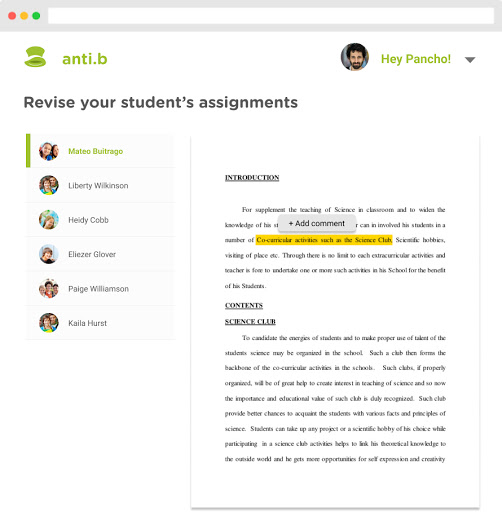 anti.b
Hey Pancho!
Revise your student's assignments
Mateo Buitrago
Liberty Wilkinson
Heidy Cobb
Eliezer Glover
Paige Williamson
Kaila Hurst
INTRODUCTION
For supplement the teaching of Science in classroom and to widen the
knowledge of his st + Add comment r can in involved his students in a
number of Co-curricular activities such as the Science Club, Scientific hobbies,
visiting of place etc. Through there is no limit to each extracurricular activities and
teacher is fore to undertake one or more such activities in his School for the benefit
of his Students.
CONTENTS
SCIENCE CLUB
To candidate the energies of students and to make proper use of talent of the
students science may be organized in the school. Such a club then forms the
backbone of the co-curricular activities in the schools. Such clubs, if properly
organized, will be of great help to create interest in teaching of science and so now
the importance and educational value of such club is duly recognized. Such club
provide better chances to acquaint the students with various facts and principles of
science. Students can take up any project or a scientific hobby of his choice while
participating in a science club activities helps to link his theoretical knowledge to
the outside world and he gets more opportunities for self expression and creativity